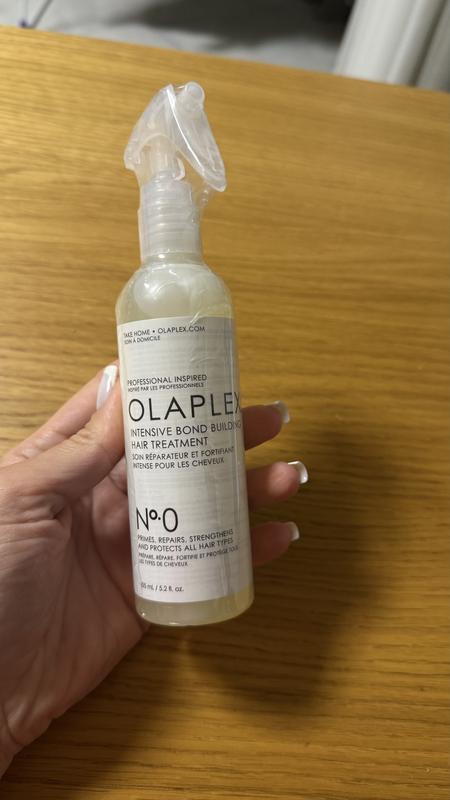 TAKE HOME • OLAPLEX.COM
SOIN À DOMICILE
PROFESSIONAL INSPIRED
INSPIRÉ PAR LES PROFESSIONNELS
OLAPLEX
INTENSIVE BOND BUILDING
HAIR TREATMENT
SOIN RÉPARATEUR ET FORTIFIANT
INTENSE POUR LES CHEVEUX
Nº.0
PRIMES, REPAIRS, STRENGTHENS
AND PROTECTS ALL HAIR TYPES
PRÉPARE, RÉPARE, FORTIFIE ET PROTÈGE TOUS
LES TYPES DE CHEVEUX
155 mL / 5.2 fl. oz.